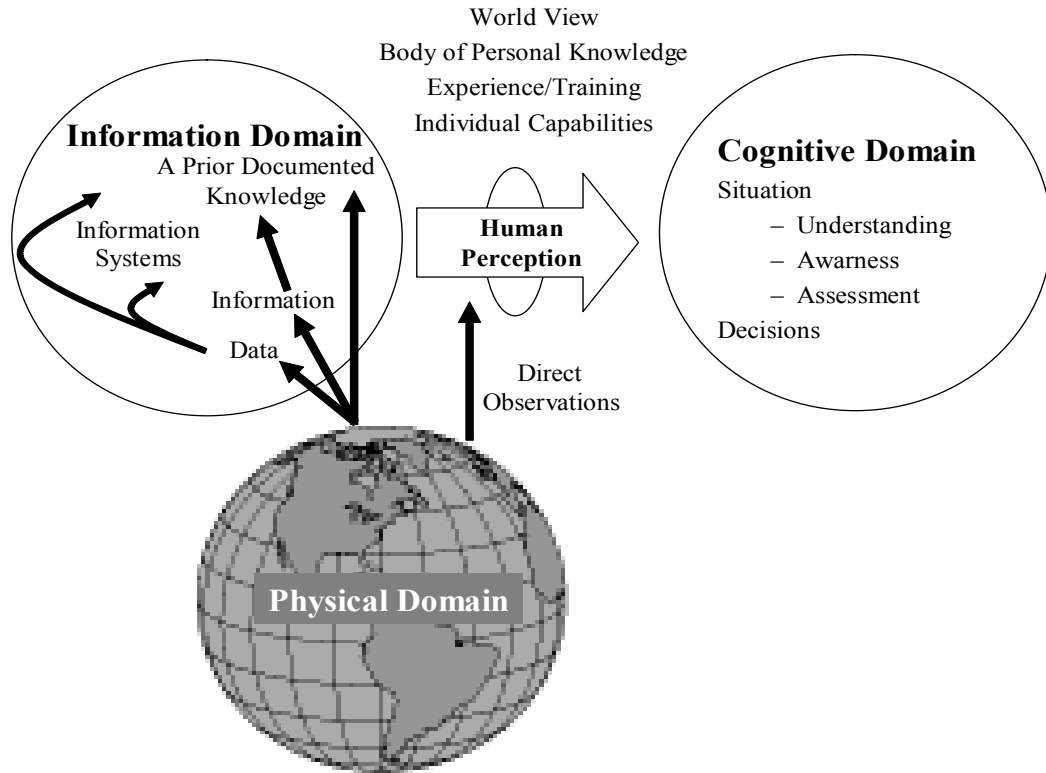 World View
Body of Personal Knowledge
Experience/Training
Individual Capabilities
Information Domain
A Prior Documented
Knowledge
Information
Systems
Information
Data
Human
Perception
Direct
Observations
Cognitive Domain
Situation
– Understanding
– Awarness
– Assessment
Decisions
Physical Domain